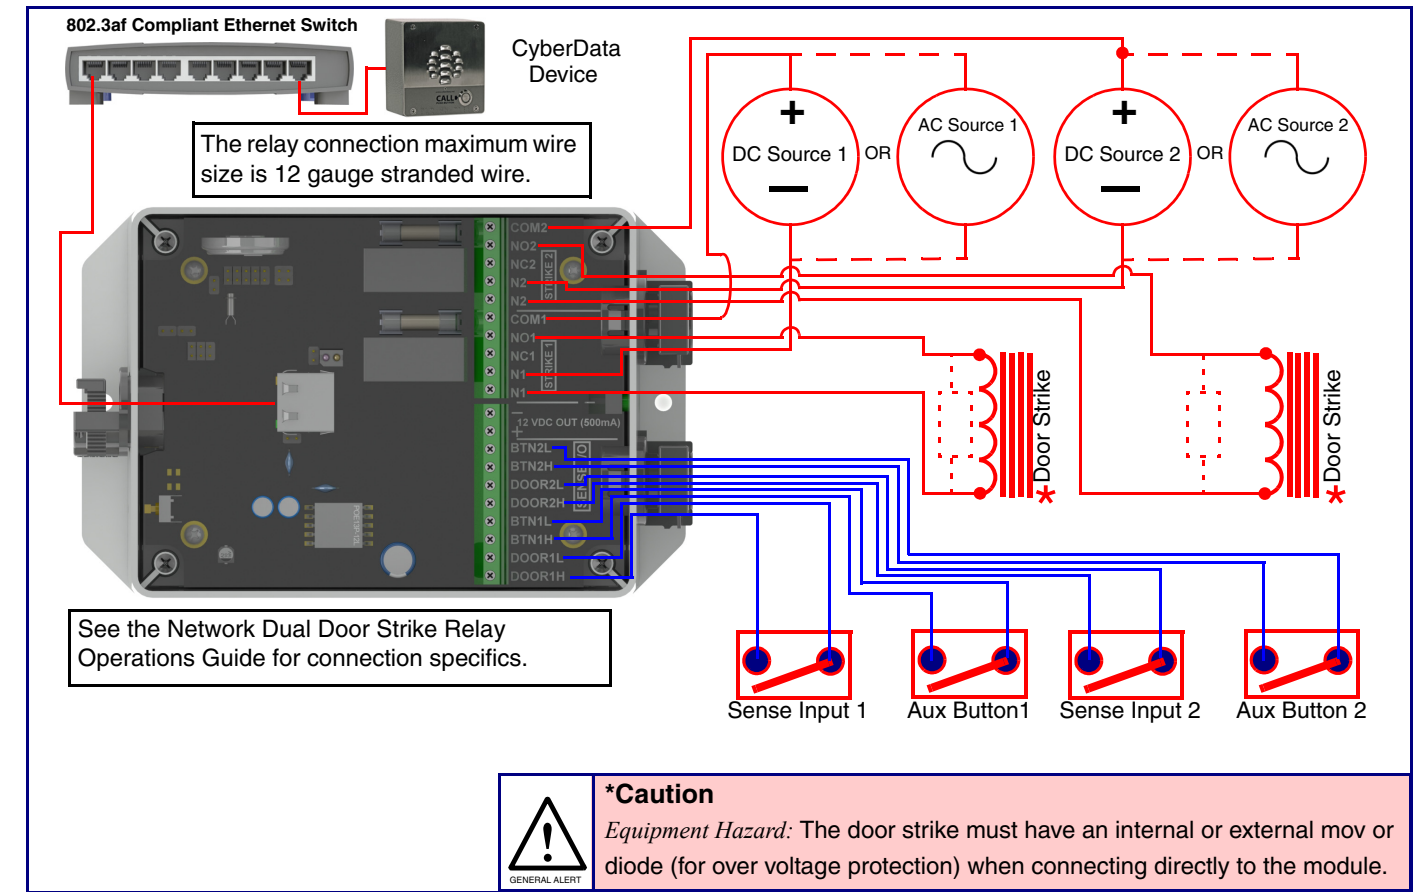 802.3af Compliant Ethernet Switch
CyberData
Device
CALL
The relay connection maximum wire
size is 12 gauge stranded wire.
+
DC Source 1
OR
AC Source 1
+
DC Source 2
OR
AC Source 2
COM2
NO2
NC2
N2
N2
STRIKE 2
COM1
NO1
NC1
N1
N1
STRIKE 1
−
12 VDC OUT (500mA)
+
BTN2L
BTN2H
DOOR2L
DOOR2H
BTN1L
BTN1H
DOOR1L
DOOR1H
SENSE I/O
*Door Strike
*Door Strike
See the Network Dual Door Strike Relay
Operations Guide for connection specifics.
Sense Input 1
Aux Button1
Sense Input 2
Aux Button 2
GENERAL ALERT
*Caution
Equipment Hazard: The door strike must have an internal or external mov or
diode (for over voltage protection) when connecting directly to the module.